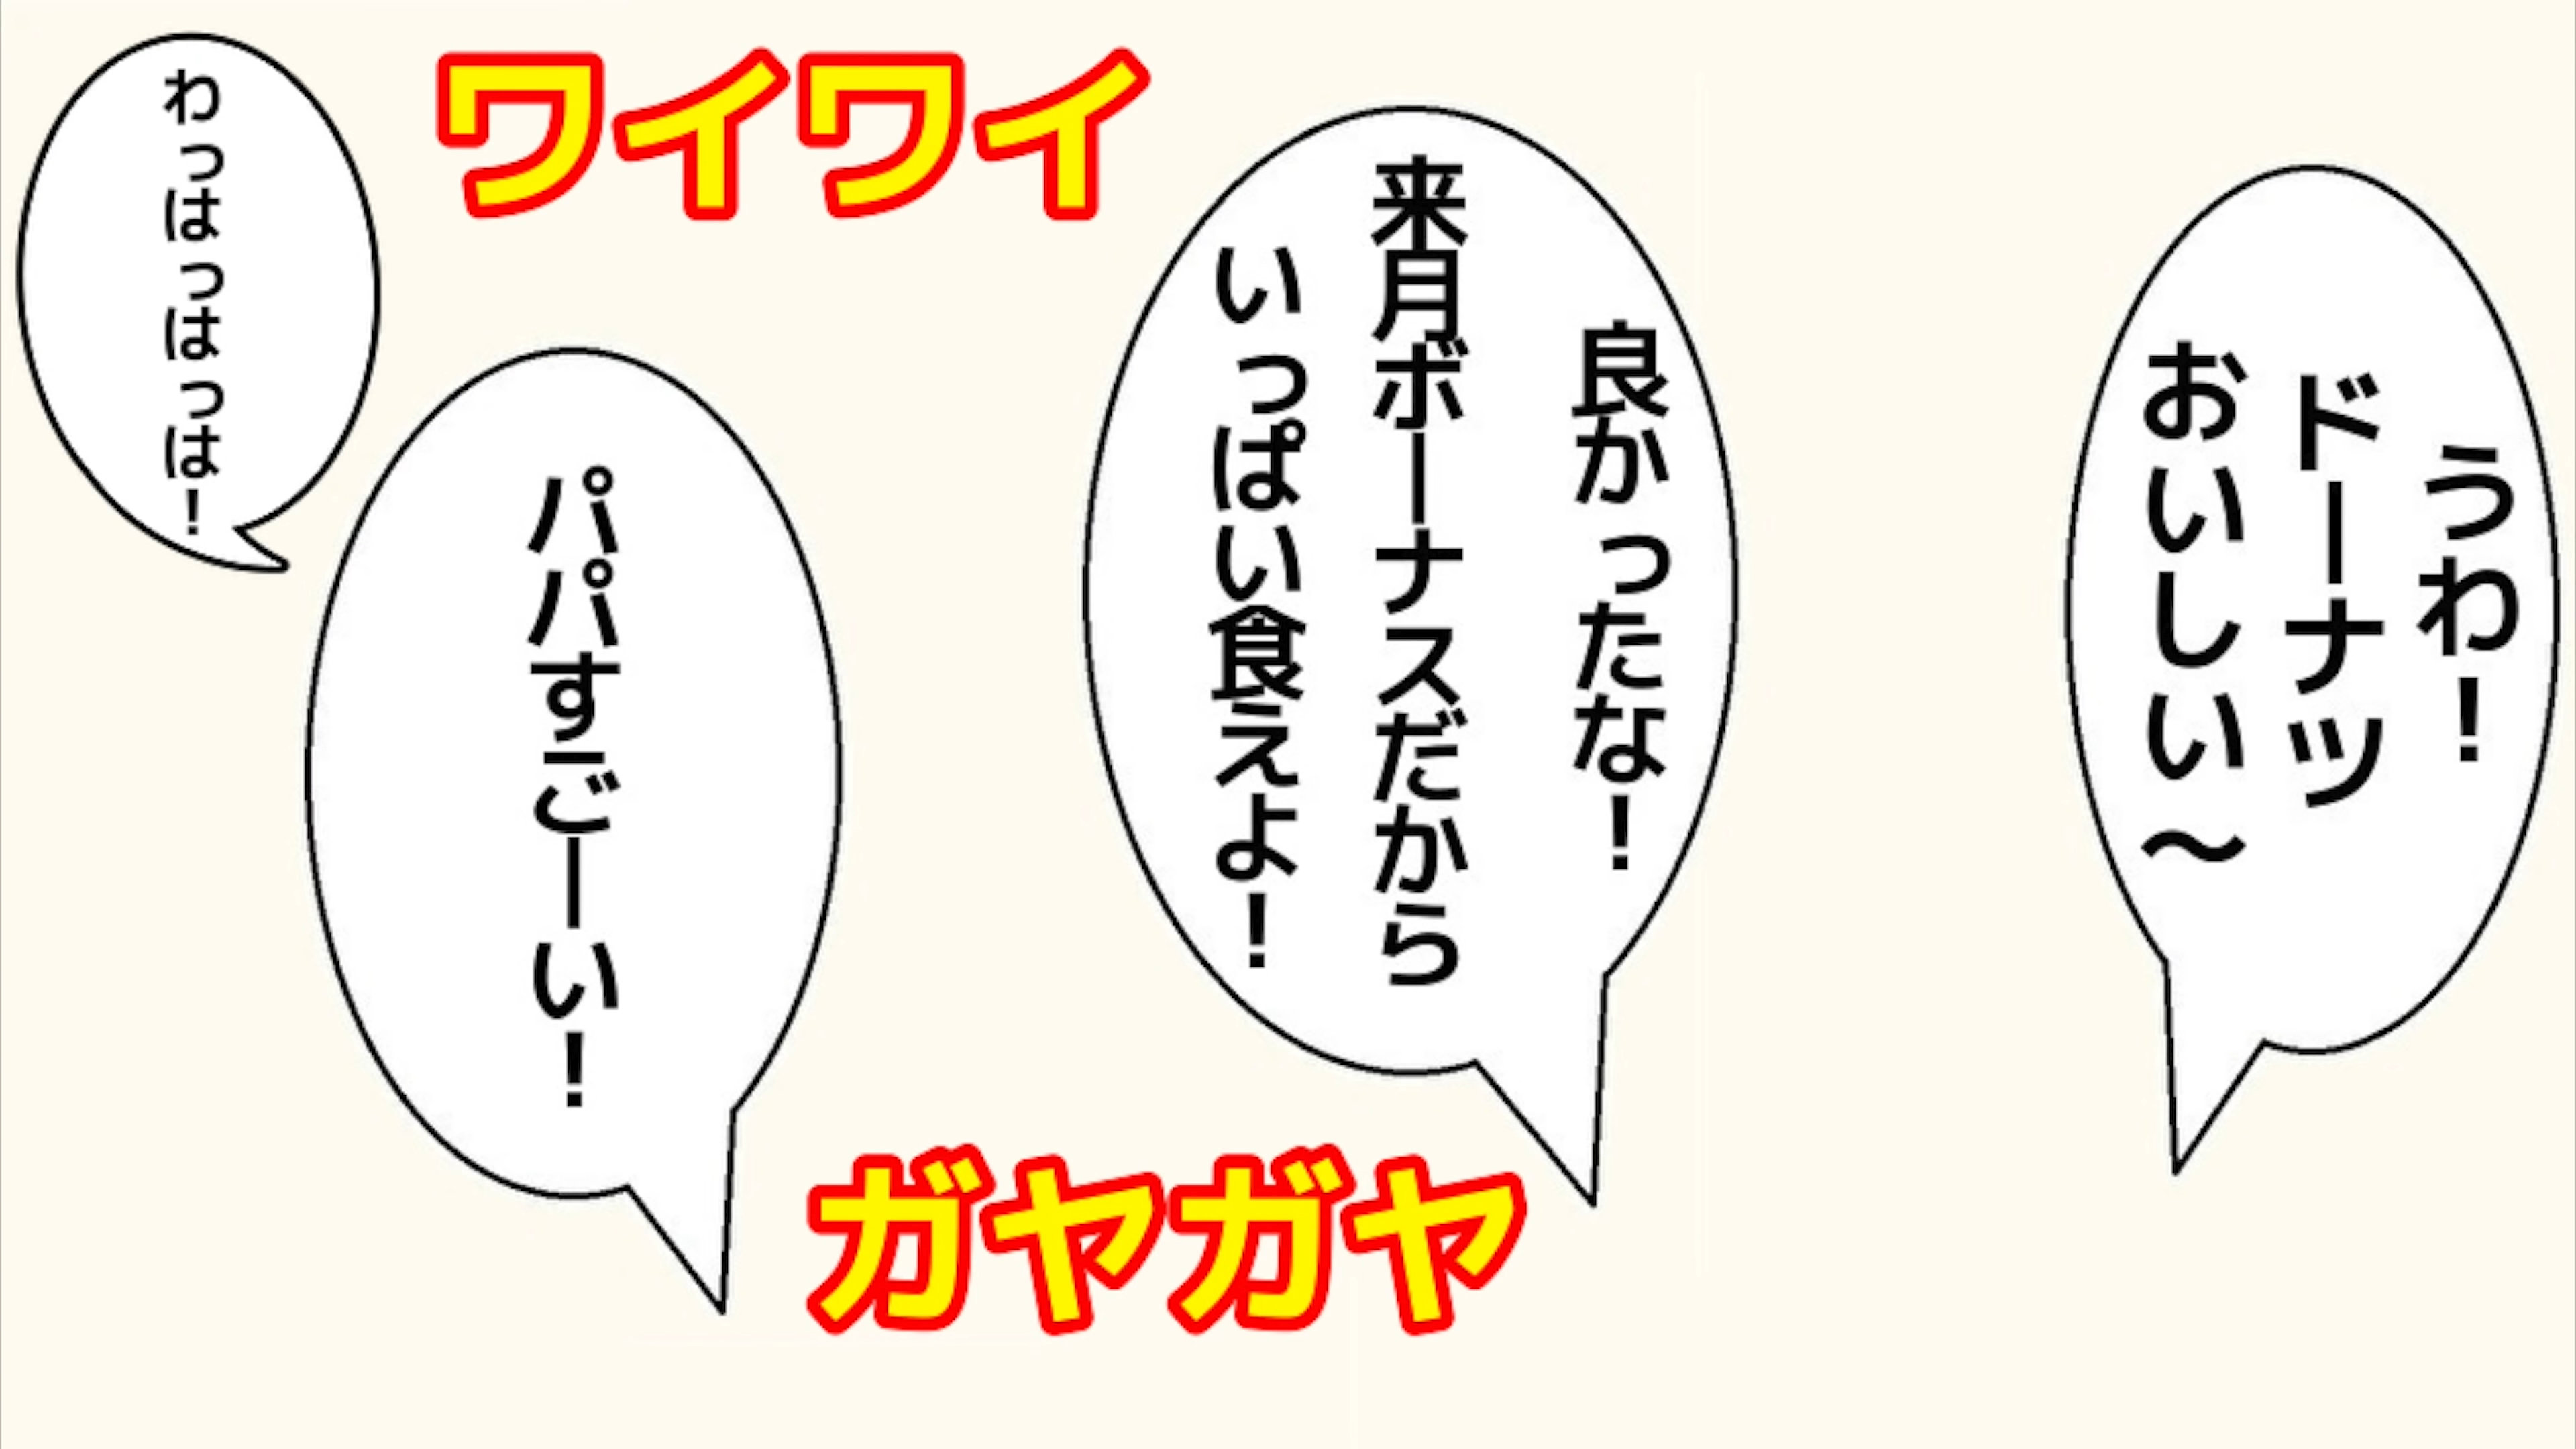 うわ！
ドーナツ
おいしい〜
良かったな！
来月ボーナスだから
いっぱい食えよ！
ワイワイ
パパすごーい！
わっはっはっは！
ガヤガヤ